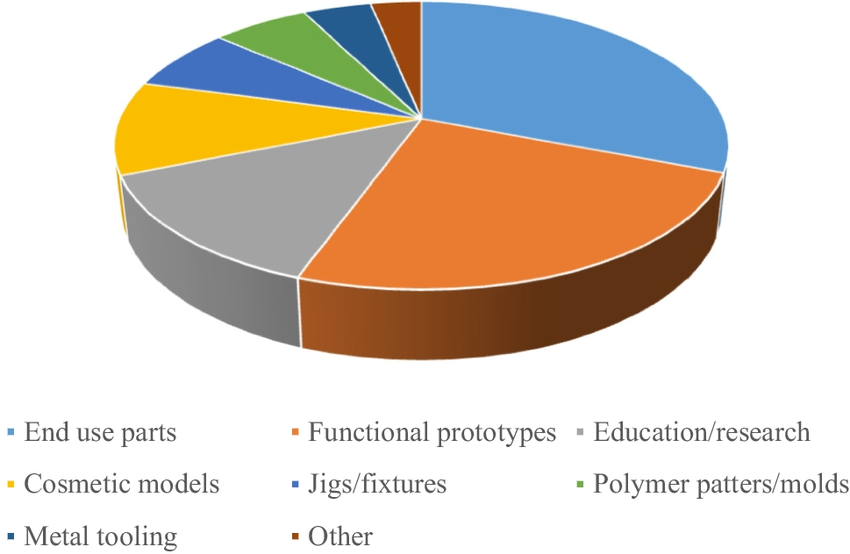 End use parts Functional prototypes Education/research
Cosmetic models Jigs/fixtures Polymer patters/molds
Metal tooling Other